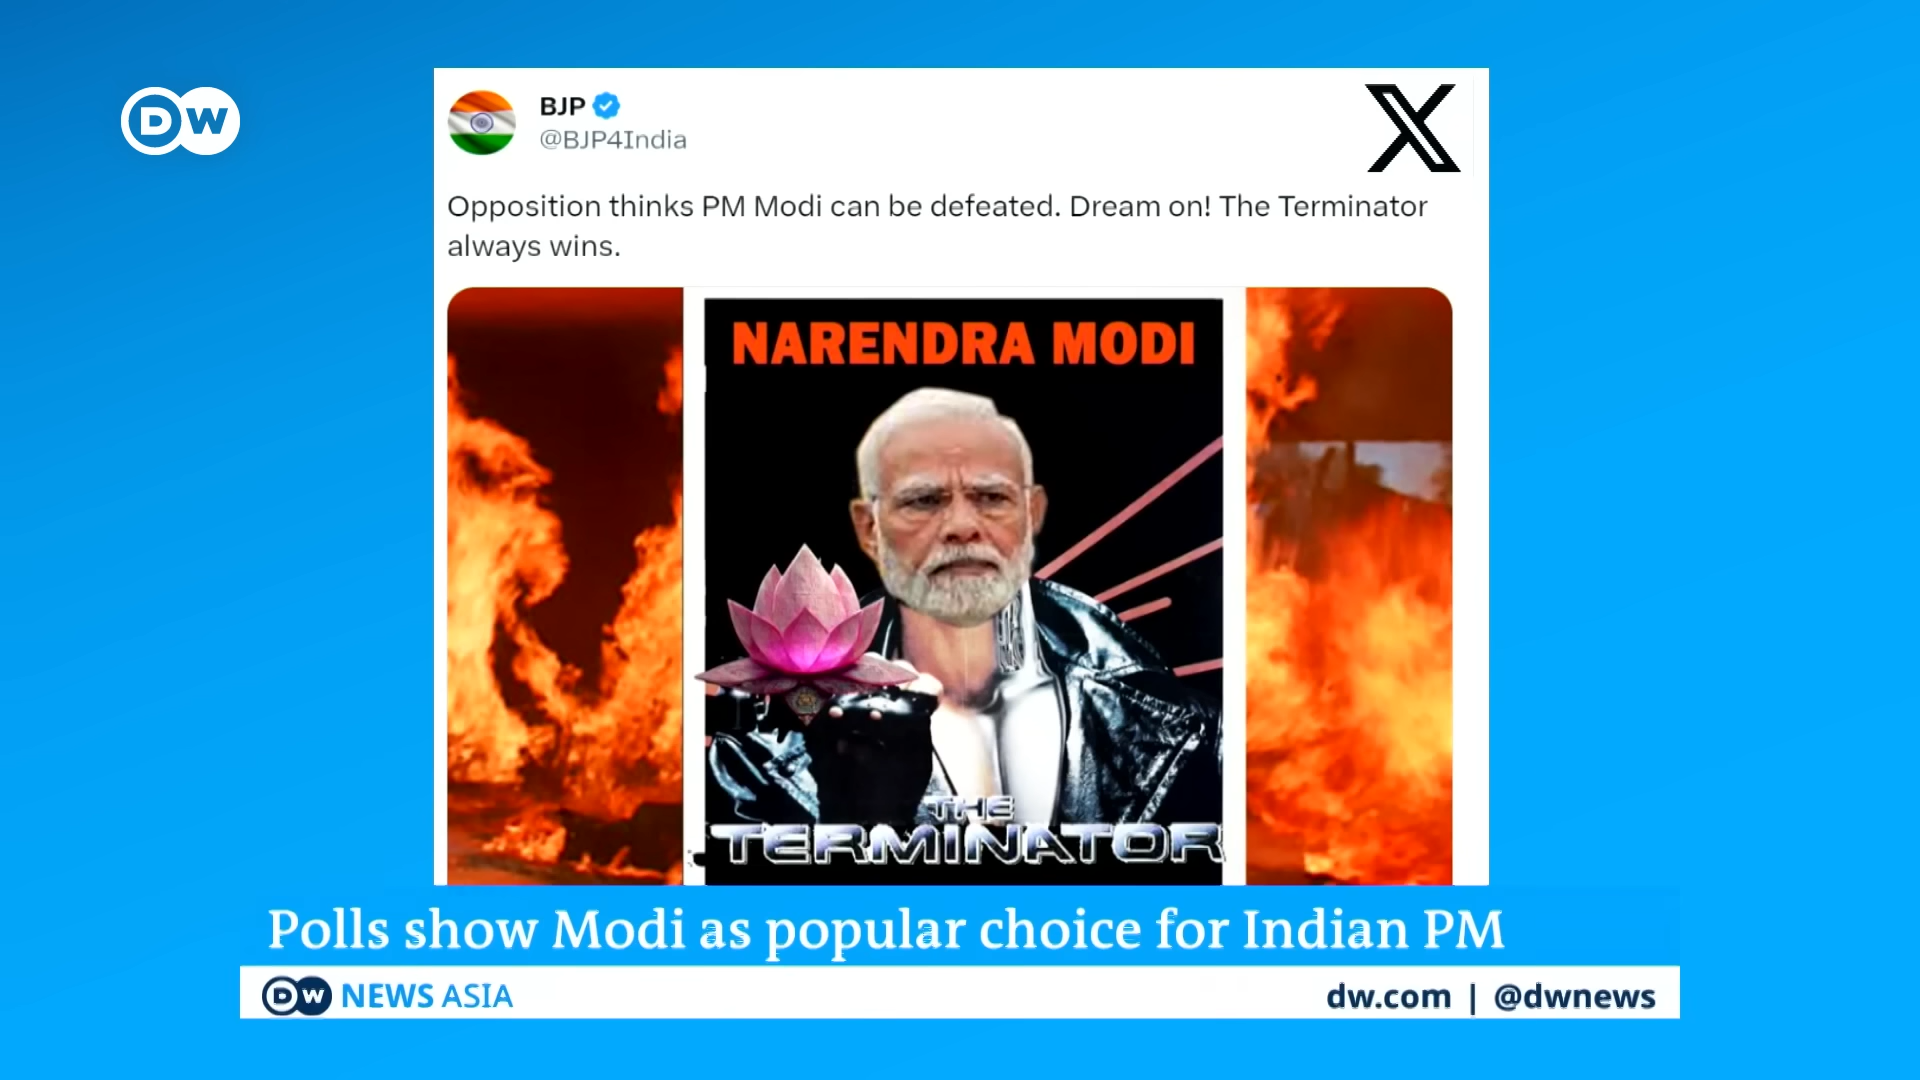 DW
BJP
@BJP4India
X
Opposition thinks PM Modi can be defeated. Dream on! The Terminator
always wins.
NARENDRA MODI
THE
TERMINATOR
Polls show Modi as popular choice for Indian PM
DW NEWS ASIA
dw.com | @dwnews